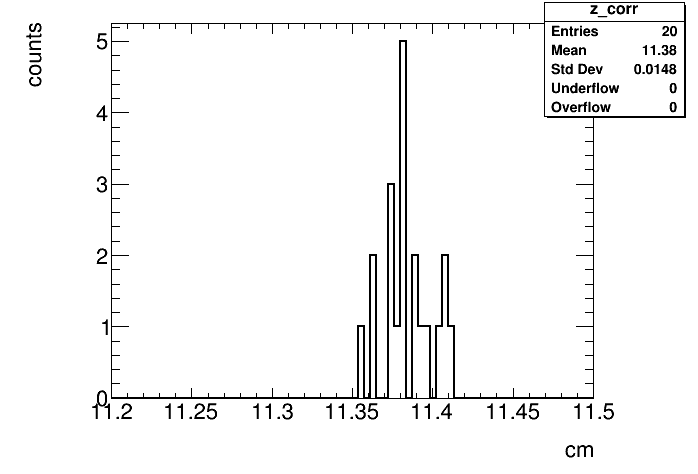 z_corr
Entries 20
Mean 11.38
Std Dev 0.0148
Underflow 0
Overflow 0
counts
5
4
3
2
1
0
11.2 11.25 11.3 11.35 11.4 11.45 11.5
cm